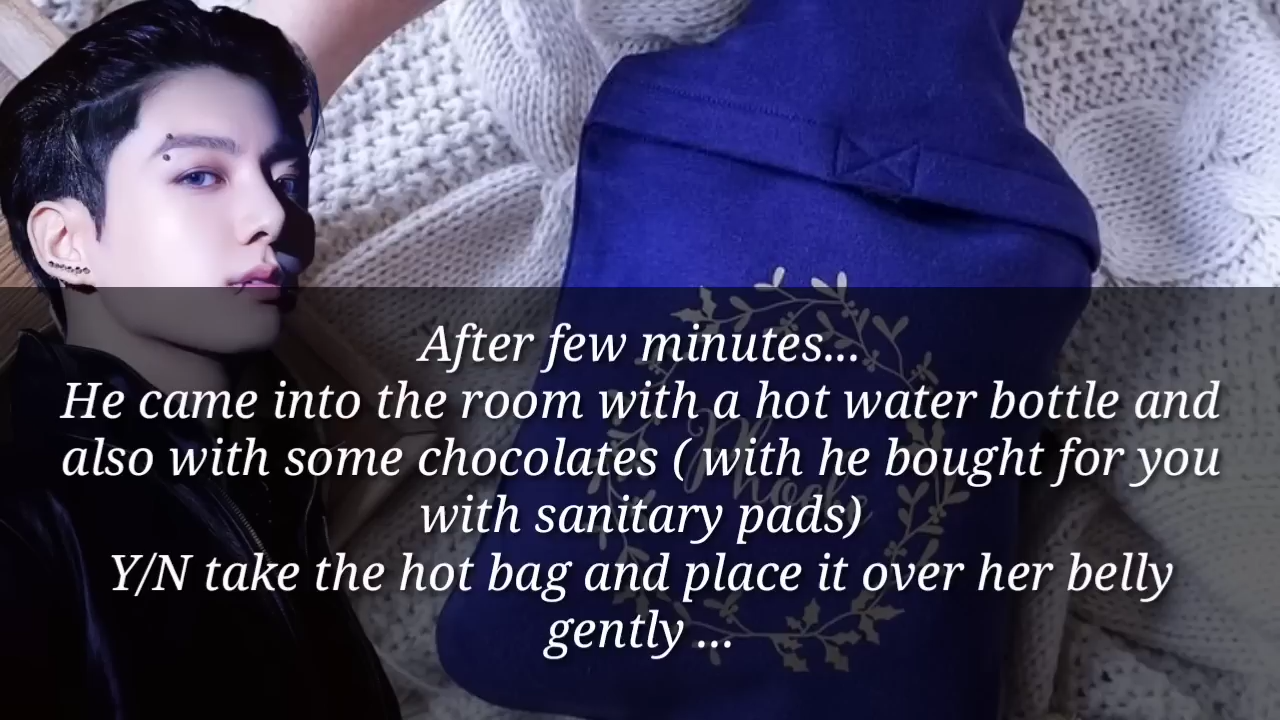 After few minutes...
He came into the room with a hot water bottle and
also with some chocolates ( with he bought for you
with sanitary pads)
Y/N take the hot bag and place it over her belly
gently ...